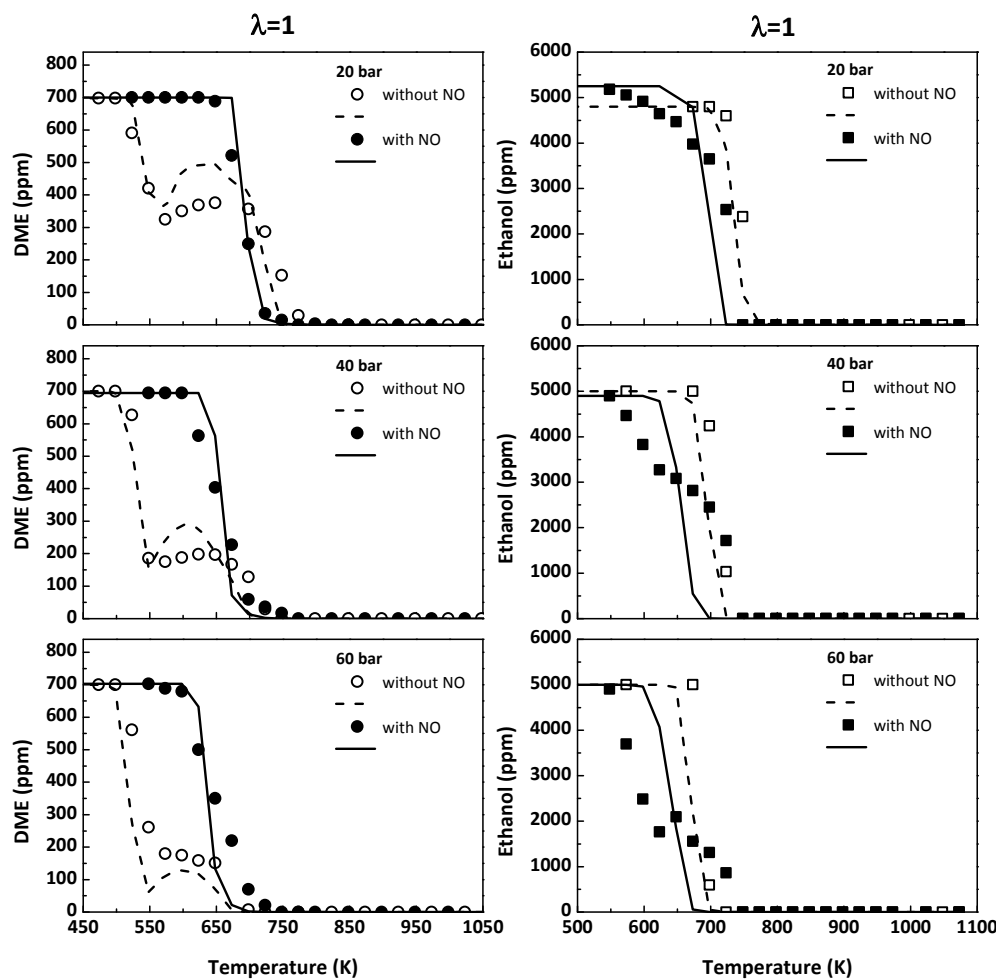 λ=1
800
700
600
500
400
300
200
100
0
DME (ppm)
20 bar
without NO
with NO
λ=1
6000
5000
4000
3000
2000
1000
0
Ethanol (ppm)
20 bar
without NO
with NO
800
700
600
500
400
300
200
100
0
DME (ppm)
40 bar
without NO
with NO
6000
5000
4000
3000
2000
1000
0
Ethanol (ppm)
40 bar
without NO
with NO
800
700
600
500
400
300
200
100
0
DME (ppm)
60 bar
without NO
with NO
450 550 650 750 850 950 1050
Temperature (K)
6000
5000
4000
3000
2000
1000
0
Ethanol (ppm)
60 bar
without NO
with NO
500 600 700 800 900 1000 1100
Temperature (K)